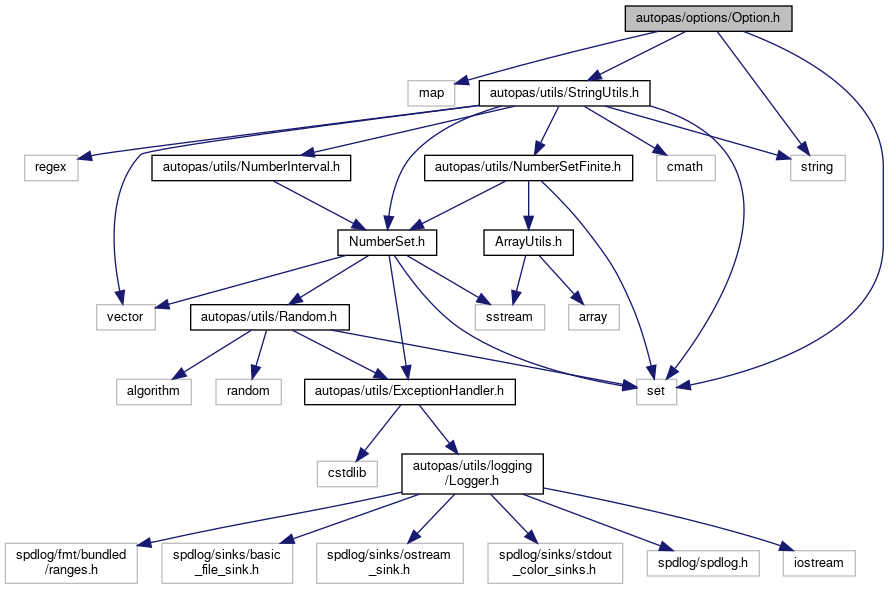 autopas/options/Option.h
map
autopas/utils/StringUtils.h
regex
autopas/utils/NumberInterval.h
autopas/utils/NumberSetFinite.h
cmath
string
NumberSet.h
ArrayUtils.h
vector
autopas/utils/Random.h
sstream
array
algorithm
random
autopas/utils/ExceptionHandler.h
set
cstdlib
autopas/utils/logging
/Logger.h
spdlog/fmt/bundled
/ranges.h
spdlog/sinks/basic
_file_sink.h
spdlog/sinks/ostream
_sink.h
spdlog/sinks/stdout
_color_sinks.h
spdlog/spdlog.h
iostream